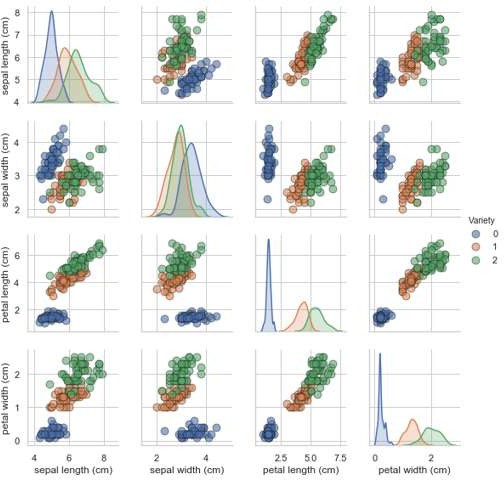 sepal length (cm)
8
7
6
5
4
sepal width (cm)
4
3
2
Variety
0
1
2
petal length (cm)
6
4
2
petal width (cm)
2
1
0
4 6 8
2 4
2.5 5.0 7.5
0 2
sepal length (cm) sepal width (cm) petal length (cm) petal width (cm)